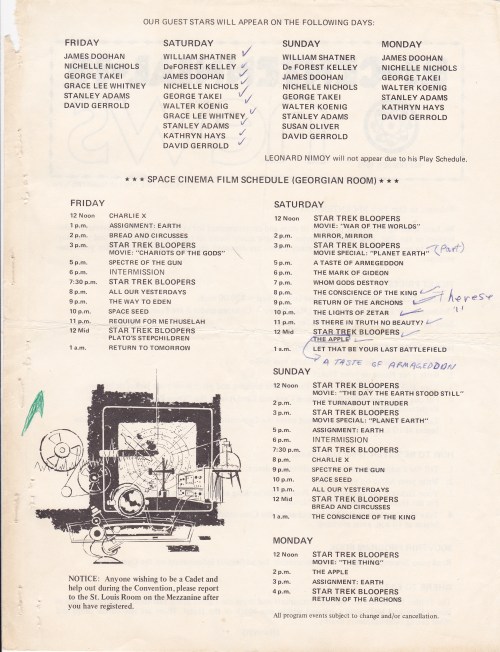 OUR GUEST STARS WILL APPEAR ON THE FOLLOWING DAYS:
FRIDAY
JAMES DOOHAN
NICHELLE NICHOLS
GEORGE TAKEI
GRACE LEE WHITNEY
STANLEY ADAMS
DAVID GERROLD
SATURDAY
WILLIAM SHATNER
DeFOREST KELLEY
JAMES DOOHAN
NICHELLE NICHOLS
GEORGE TAKEI
WALTER KOENIG
GRACE LEE WHITNEY
STANLEY ADAMS
KATHRYN HAYS
DAVID GERROLD
SUNDAY
WILLIAM SHATNER
De FOREST KELLEY
JAMES DOOHAN
NICHELLE NICHOLS
GEORGE TAKEI
WALTER KOENIG
STANLEY ADAMS
SUSAN OLIVER
DAVID GERROLD
MONDAY
JAMES DOOHAN
NICHELLE NICHOLS
GEORGE TAKEI
WALTER KOENIG
STANLEY ADAMS
KATHRYN HAYS
DAVID GERROLD
LEONARD NIMOY will not appear due to his Play Schedule.
★ ★ ★ SPACE CINEMA FILM SCHEDULE (GEORGIAN ROOM) ★ ★ ★
FRIDAY
12 Noon CHARLIE X
1 p.m. ASSIGNMENT: EARTH
2 p.m. BREAD AND CIRCUSSES
3 p.m. STAR TREK BLOOPERS
MOVIE: "CHARIOTS OF THE GODS"
5 p.m. SPECTRE OF THE GUN
6 p.m. INTERMISSION
7:30 p.m. STAR TREK BLOOPERS
8 p.m. ALL OUR YESTERDAYS
9 p.m. THE WAY TO EDEN
10 p.m. SPACE SEED
11 p.m. REQUIUM FOR METHUSELAH
12 Mid STAR TREK BLOOPERS
PLATO'S STEPCHILDREN
1 a.m. RETURN TO TOMORROW
SATURDAY
12 Noon STAR TREK BLOOPERS
MOVIE: "WAR OF THE WORLDS"
2 p.m. MIRROR, MIRROR
3 p.m. STAR TREK BLOOPERS
MOVIE SPECIAL: "PLANET EARTH" (Part)
5 p.m. A TASTE OF ARMEGEDDON
6 p.m. THE MARK OF GIDEON
7 p.m. WHOM GODS DESTROY
8 p.m. THE CONSCIENCE OF THE KING
9 p.m. RETURN OF THE ARCHONS
10 p.m. THE LIGHTS OF ZETAR
11 p.m. IS THERE IN TRUTH NO BEAUTY?
12 Mid STAR TREK BLOOPERS
THE APPLE
1 a.m. LET THAT BE YOUR LAST BATTLEFIELD
A TASTE OF ARMAGEDDON
SUNDAY
12 Noon STAR TREK BLOOPERS
MOVIE: "THE DAY THE EARTH STOOD STILL"
2 p.m. THE TURNABOUT INTRUDER
3 p.m. STAR TREK BLOOPERS
MOVIE SPECIAL: "PLANET EARTH"
5 p.m. ASSIGNMENT: EARTH
6 p.m. INTERMISSION
7:30 p.m. STAR TREK BLOOPERS
8 p.m. CHARLIE X
9 p.m. SPECTRE OF THE GUN
10 p.m. SPACE SEED
11 p.m. ALL OUR YESTERDAYS
12 Mid STAR TREK BLOOPERS
BREAD AND CIRCUSSES
1 a.m. THE CONSCIENCE OF THE KING
MONDAY
12 Noon STAR TREK BLOOPERS
MOVIE: "THE THING"
2 p.m. THE APPLE
3 p.m. ASSIGNMENT: EARTH
4 p.m. STAR TREK BLOOPERS
RETURN OF THE ARCHONS
NOTICE: Anyone wishing to be a Cadet and
help out during the Convention, please report
to the St. Louis Room on the Mezzanine after
you have registered.
All program events subject to change and/or cancellation.